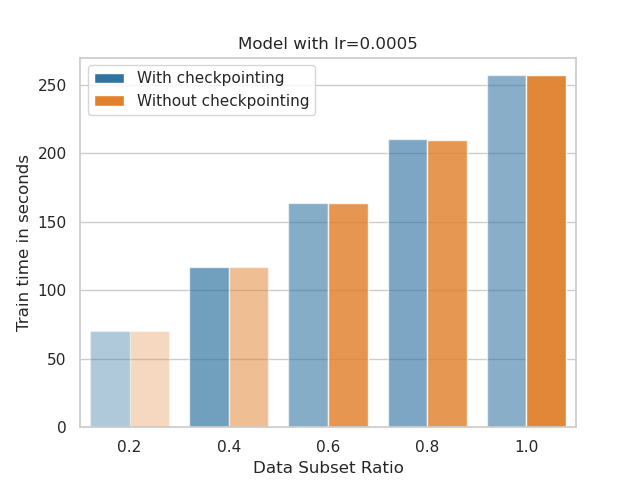 Model with lr=0.0005
With checkpointing
Without checkpointing
Train time in seconds
250
200
150
100
50
0
0.2 0.4 0.6 0.8 1.0
Data Subset Ratio